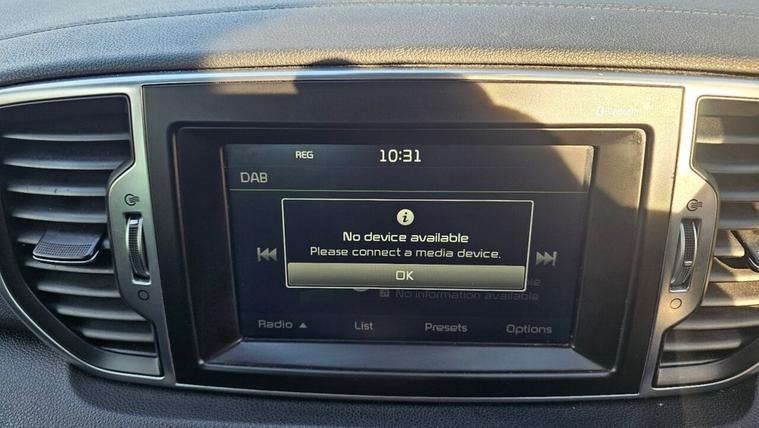 Bluetooth
REG 10:31
DAB
No device available
Please connect a media device.
OK
No information available
Radio List Presets Options